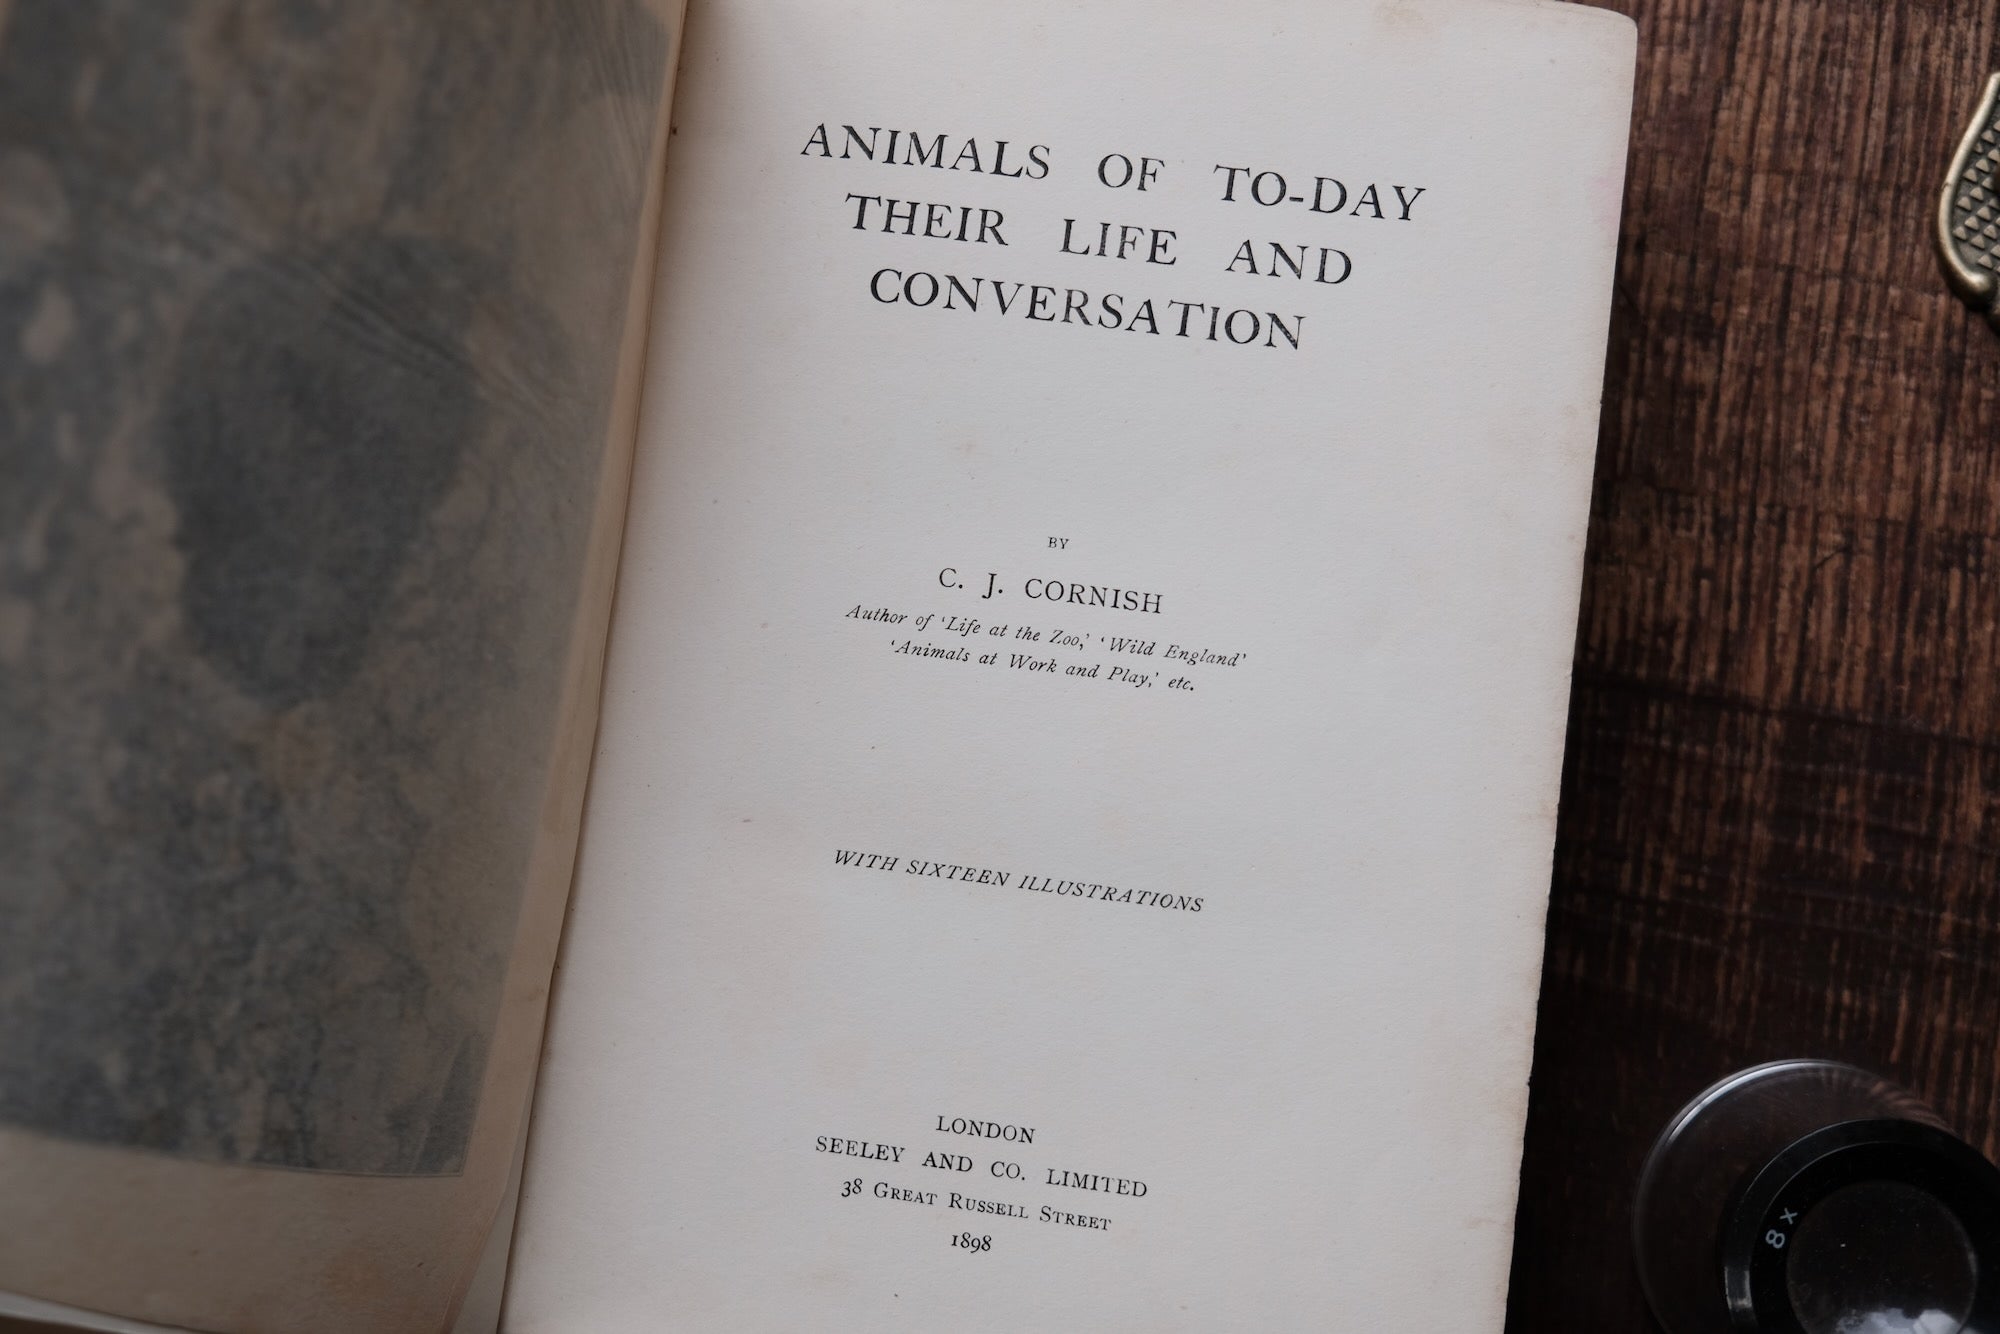 ANIMALS OF TO-DAY
THEIR LIFE AND
CONVERSATION
BY
C. J. CORNISH
Author of ‘Life at the Zoo,’ ‘Wild England’
‘Animals at Work and Play,’ etc.
WITH SIXTEEN ILLUSTRATIONS
LONDON
SEELEY AND CO. LIMITED
38 GREAT RUSSELL STREET
1898
8x